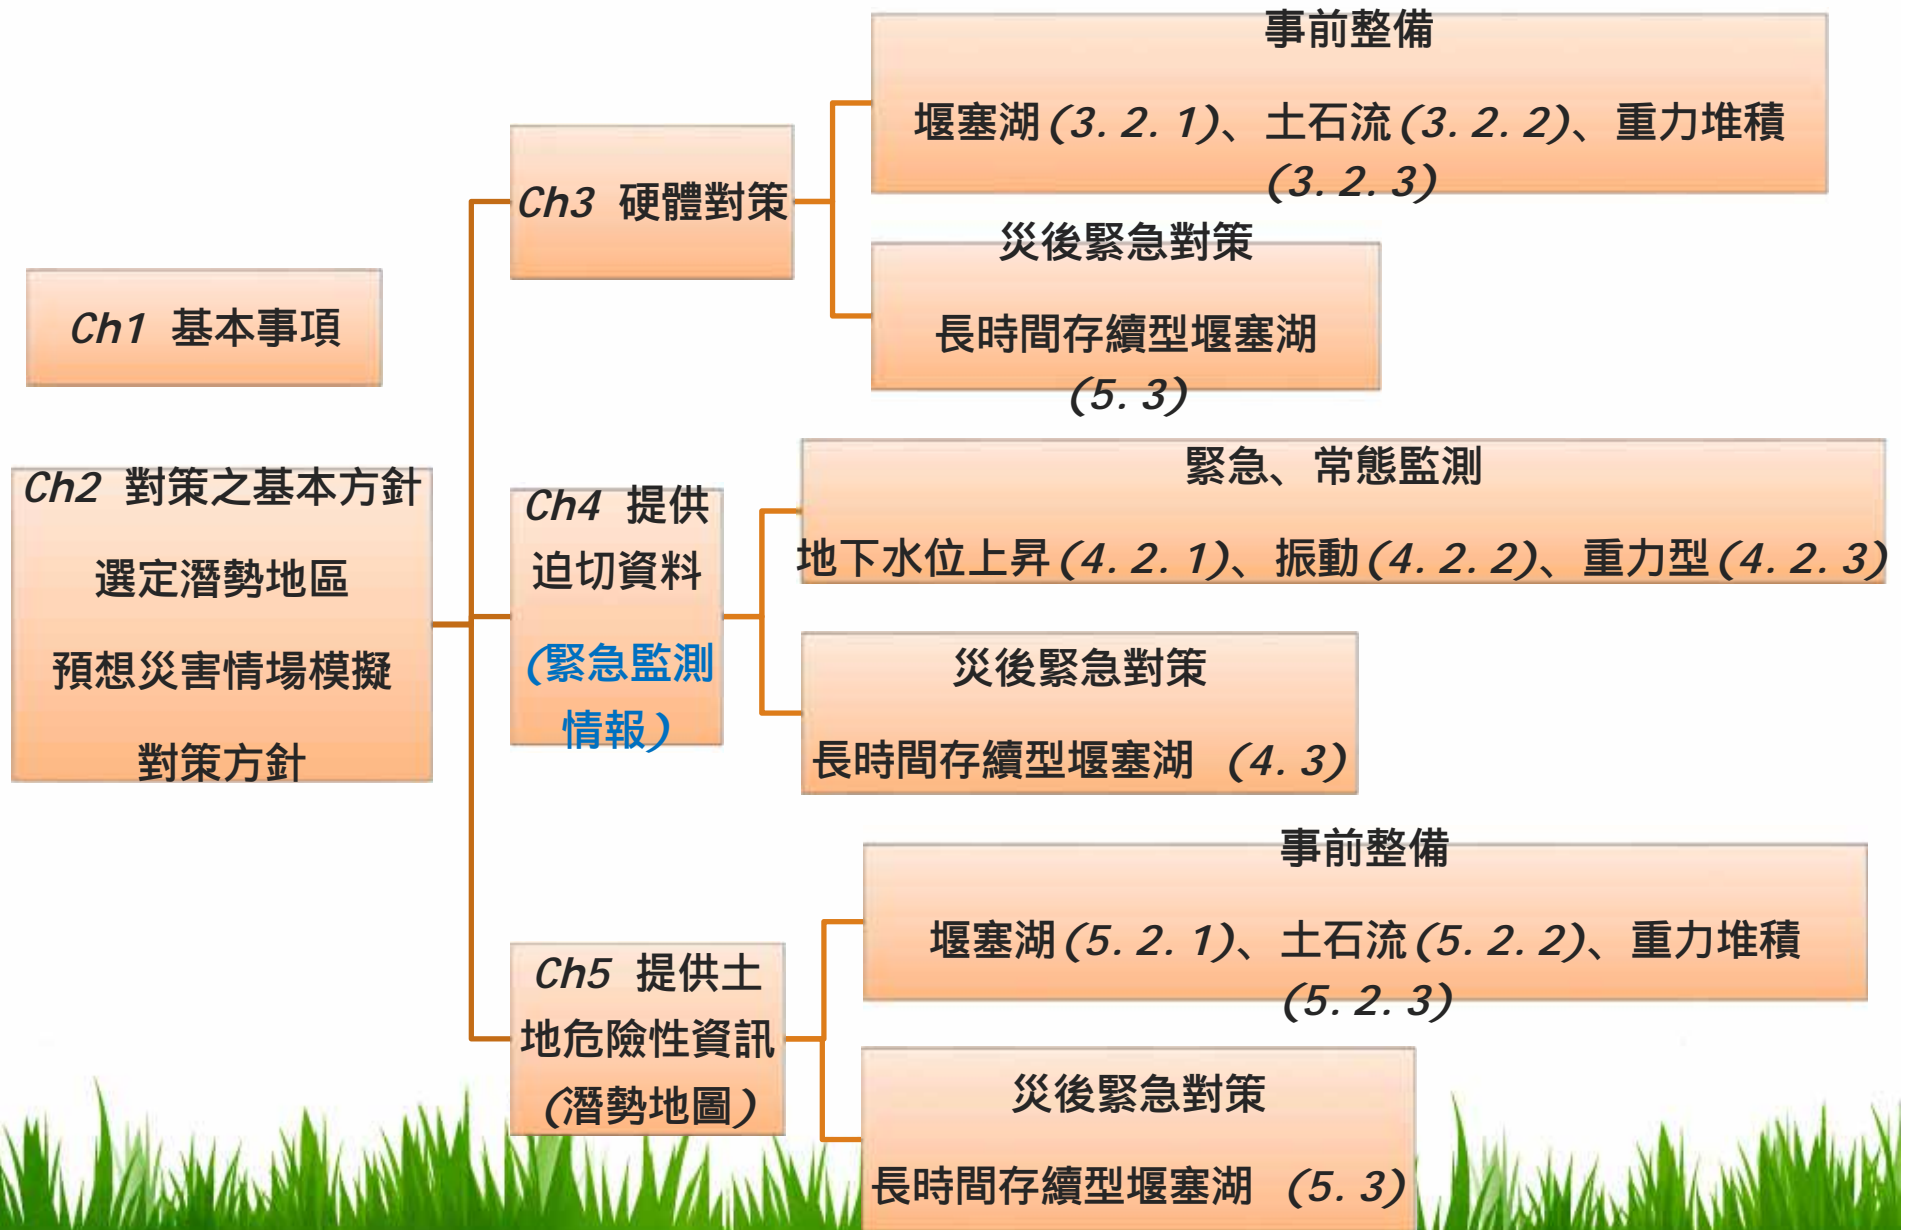 Ch1 基本事項
Ch2 對策之基本方針
選定潛勢地區
預想災害情場模擬
對策方針
Ch3 硬體對策
事前整備
堰塞湖(3.2.1)、土石流(3.2.2)、重力堆積
(3.2.3)
災後緊急對策
長時間存續型堰塞湖
(5.3)
Ch4 提供
迫切資料
(緊急監測
情報)
緊急、常態監測
地下水位上昇(4.2.1)、振動(4.2.2)、重力型(4.2.3)
災後緊急對策
長時間存續型堰塞湖 (4.3)
Ch5 提供土
地危險性資訊
(潛勢地圖)
事前整備
堰塞湖(5.2.1)、土石流(5.2.2)、重力堆積
(5.2.3)
災後緊急對策
長時間存續型堰塞湖 (5.3)